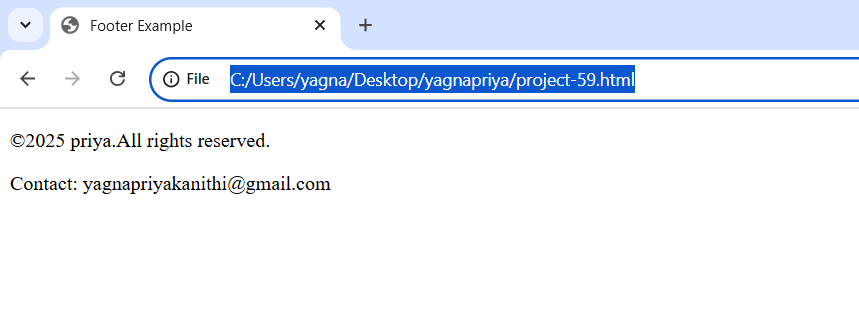 Footer Example
File C:/Users/yagna/Desktop/yagnapriya/project-59.html
©2025 priya.All rights reserved.
Contact: yagnapriyakanithi@gmail.com